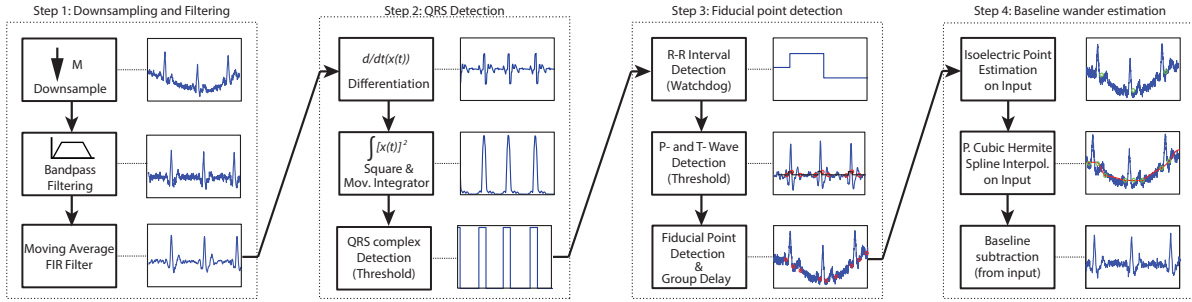 Step 1: Downsampling and Filtering
M
Downsample
Bandpass
Filtering
Moving Average
FIR Filter
Step 2: QRS Detection
d/dt(x(t))
Differentiation
∫[x(t)]²
Square &
Mov. Integrator
QRS complex
Detection
(Threshold)
Step 3: Fiducial point detection
R-R Interval
Detection
(Watchdog)
P- and T- Wave
Detection
(Threshold)
Fiducial Point
Detection
&
Group Delay
Step 4: Baseline wander estimation
Isoelectric Point
Estimation
on Input
P. Cubic Hermite
Spline Interpol.
on Input
Baseline
subtraction
(from input)